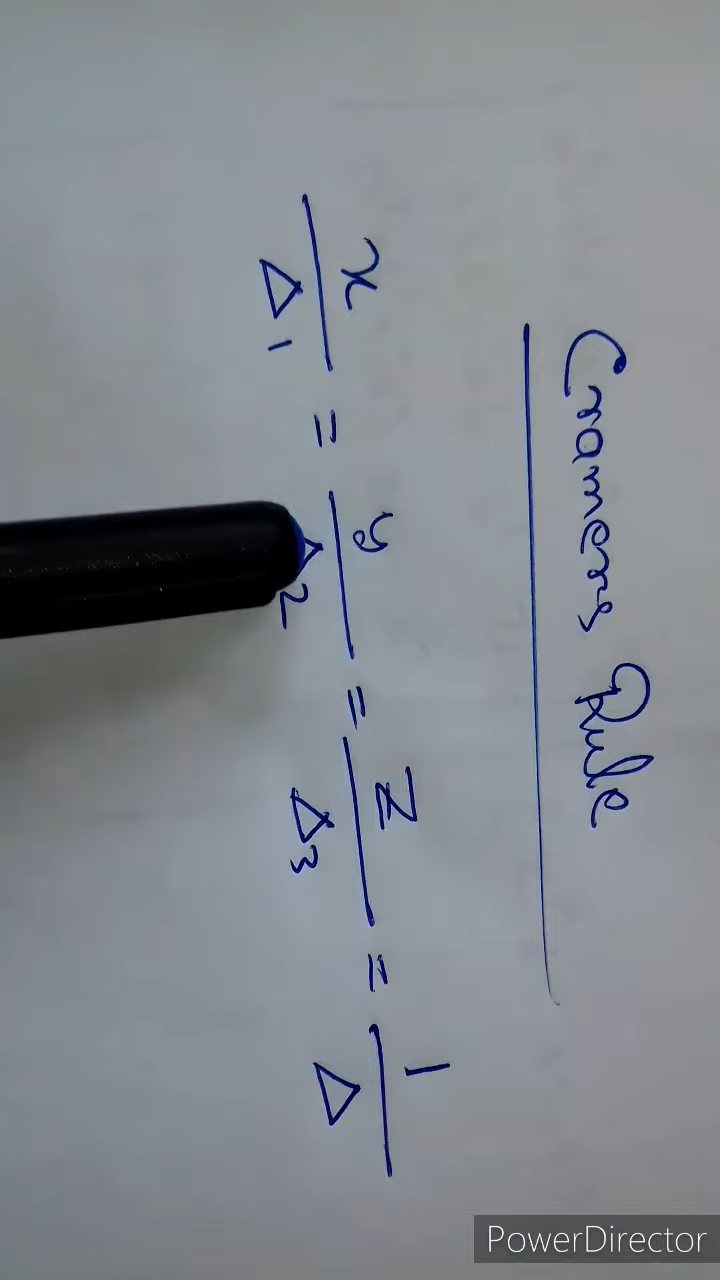 Cramers Rule
x/Δ1 = y/Δ2 = z/Δ3 = 1/Δ
PowerDirector